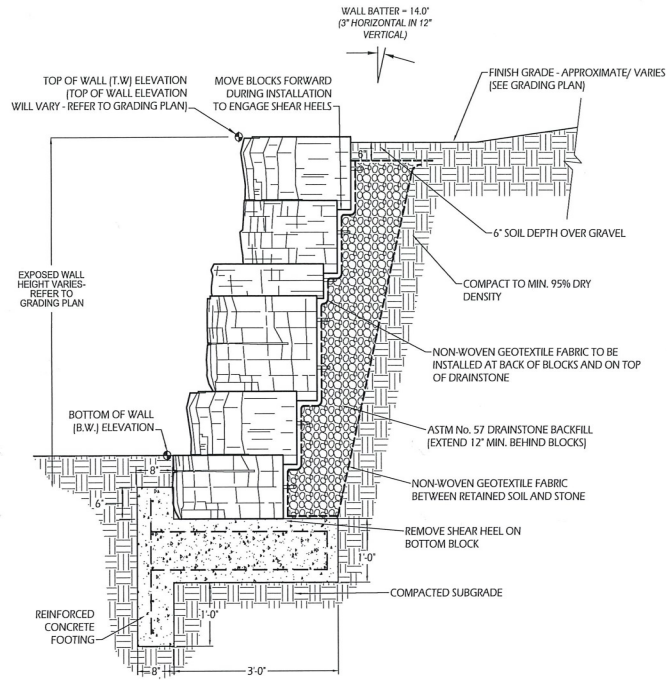 WALL BATTER = 14.0°
(3" HORIZONTAL IN 12"
VERTICAL)
TOP OF WALL (T.W) ELEVATION
(TOP OF WALL ELEVATION
WILL VARY - REFER TO GRADING PLAN)
MOVE BLOCKS FORWARD
DURING INSTALLATION
TO ENGAGE SHEAR HEELS
FINISH GRADE - APPROXIMATE/ VARIES
(SEE GRADING PLAN)
6"
6" SOIL DEPTH OVER GRAVEL
EXPOSED WALL
HEIGHT VARIES-
REFER TO
GRADING PLAN
COMPACT TO MIN. 95% DRY
DENSITY
NON-WOVEN GEOTEXTILE FABRIC TO BE
INSTALLED AT BACK OF BLOCKS AND ON TOP
OF DRAINSTONE
BOTTOM OF WALL
(B.W.) ELEVATION
ASTM No. 57 DRAINSTONE BACKFILL
(EXTEND 12" MIN. BEHIND BLOCKS)
8"
6"
NON-WOVEN GEOTEXTILE FABRIC
BETWEEN RETAINED SOIL AND STONE
REMOVE SHEAR HEEL ON
BOTTOM BLOCK
1'-0"
COMPACTED SUBGRADE
1'-0"
REINFORCED
CONCRETE
FOOTING
8"
3'-0"